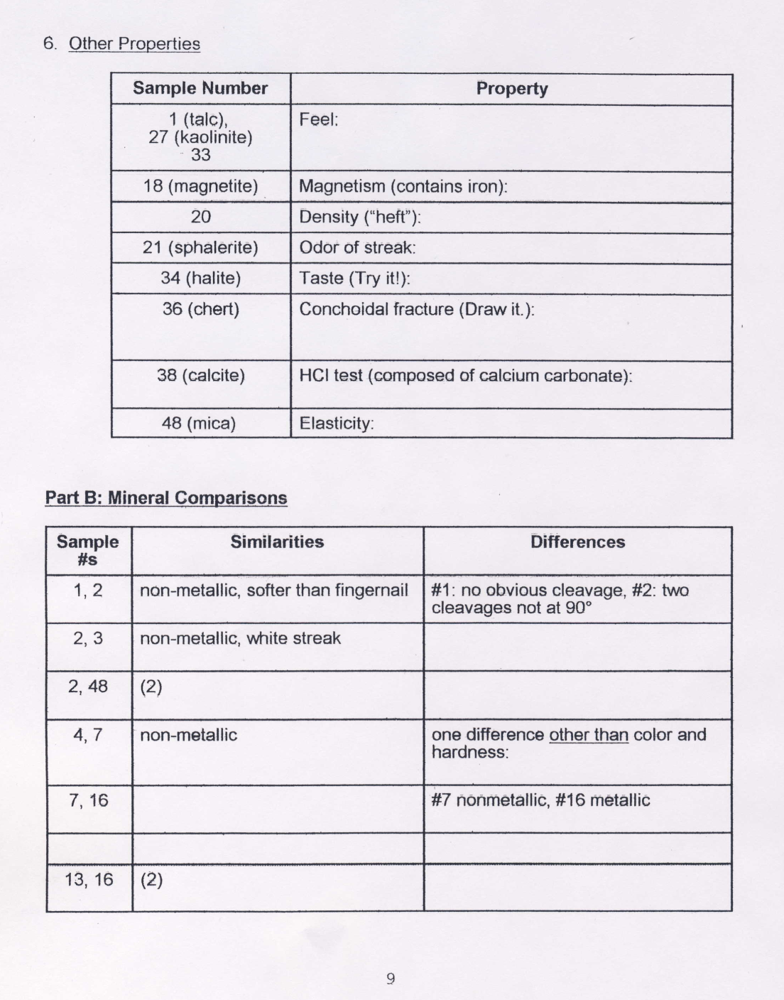 6. Other Properties
Sample Number Property
1 (talc), Feel:
27 (kaolinite)
33
18 (magnetite) Magnetism (contains iron):
20 Density ("heft"):
21 (sphalerite) Odor of streak:
34 (halite) Taste (Try it!):
36 (chert) Conchoidal fracture (Draw it.):
38 (calcite) HCl test (composed of calcium carbonate):
48 (mica) Elasticity:
Part B: Mineral Comparisons
Sample Similarities Differences
#s
1, 2 non-metallic, softer than fingernail #1: no obvious cleavage, #2: two
cleavages not at 90°
2, 3 non-metallic, white streak
2, 48 (2)
4, 7 non-metallic one difference other than color and
hardness:
7, 16 #7 nonmetallic, #16 metallic
13, 16 (2)
9